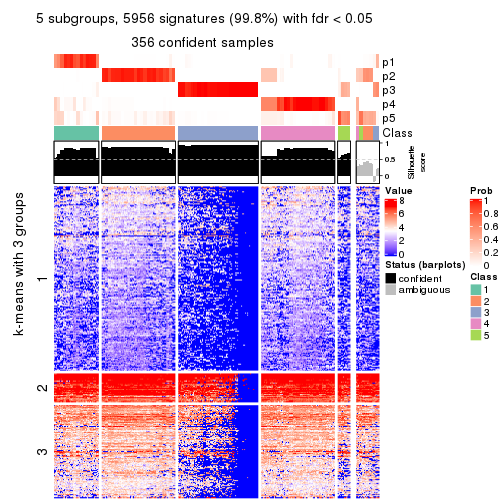 5 subgroups, 5956 signatures (99.8%) with fdr < 0.05
356 confident samples
p1
p2
p3
p4
p5
Class
1
0.5
0
Silhouette
score
k-means with 3 groups
1
2
3
Value
8
6
4
2
0
Status (barplots)
confident
ambiguous
Prob
1
0.8
0.6
0.4
0.2
0
Class
1
2
3
4
5